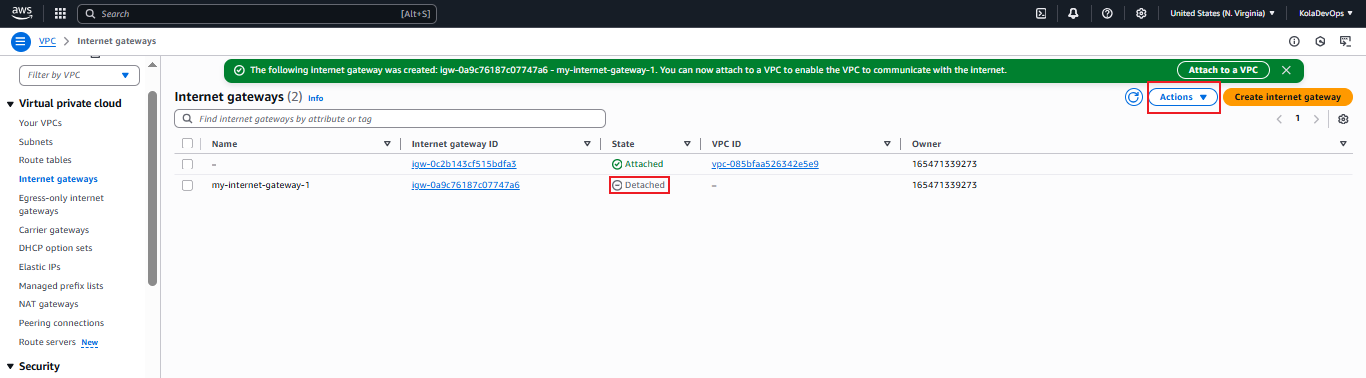 aws Search [Alt+S] United States (N. Virginia) KolaDevOps
VPC Internet gateways
Filter by VPC
The following internet gateway was created: igw-0a9c76187c07747a6 - my-internet-gateway-1. You can now attach to a VPC to enable the VPC to communicate with the internet. Attach to a VPC
Internet gateways (2) Info Actions Create internet gateway
Find internet gateways by attribute or tag 1
Name Internet gateway ID State VPC ID Owner
– igw-0c2b143cf515bdfa3 Attached vpc-085bfaa526342e5e9 165471339273
my-internet-gateway-1 igw-0a9c76187c07747a6 Detached – 165471339273
Virtual private cloud
Your VPCs
Subnets
Route tables
Internet gateways
Egress-only internet
gateways
Carrier gateways
DHCP option sets
Elastic IPs
Managed prefix lists
NAT gateways
Peering connections
Route servers New
Security